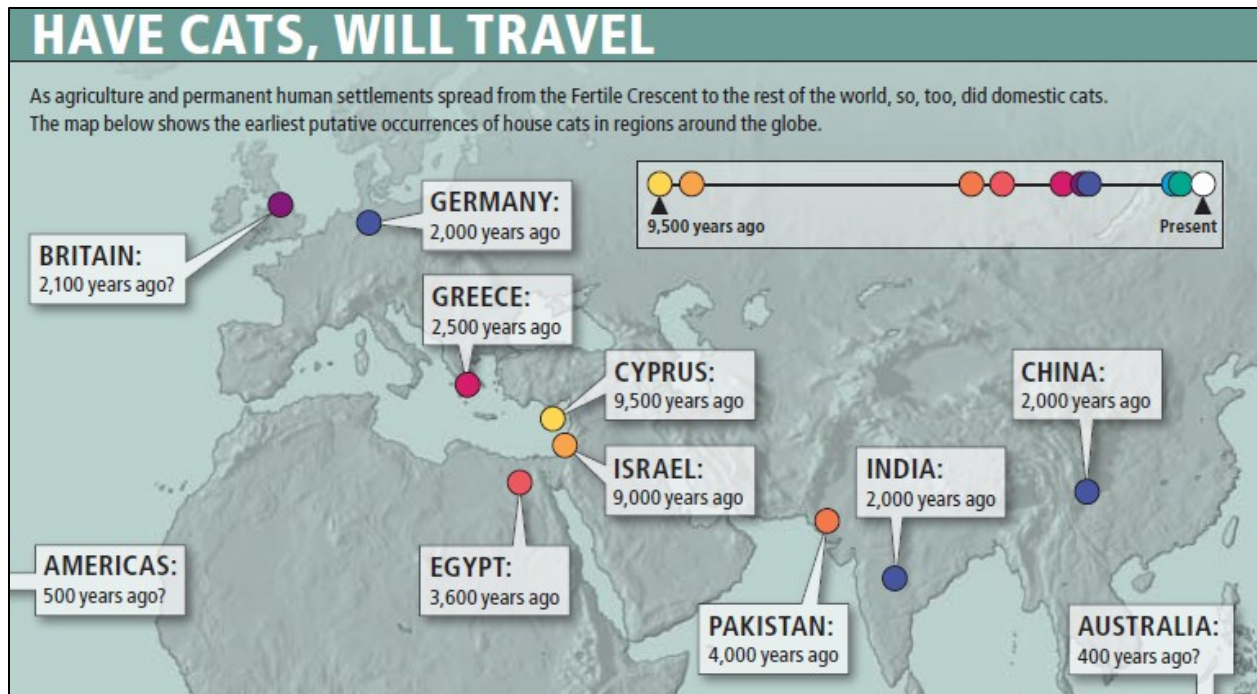 HAVE CATS, WILL TRAVEL
As agriculture and permanent human settlements spread from the Fertile Crescent to the rest of the world, so, too, did domestic cats.
The map below shows the earliest putative occurrences of house cats in regions around the globe.
9,500 years ago
Present
GERMANY:
2,000 years ago
BRITAIN:
2,100 years ago?
GREECE:
2,500 years ago
CYPRUS:
9,500 years ago
CHINA:
2,000 years ago
ISRAEL:
9,000 years ago
INDIA:
2,000 years ago
AMERICAS:
500 years ago?
EGYPT:
3,600 years ago
PAKISTAN:
4,000 years ago
AUSTRALIA:
400 years ago?